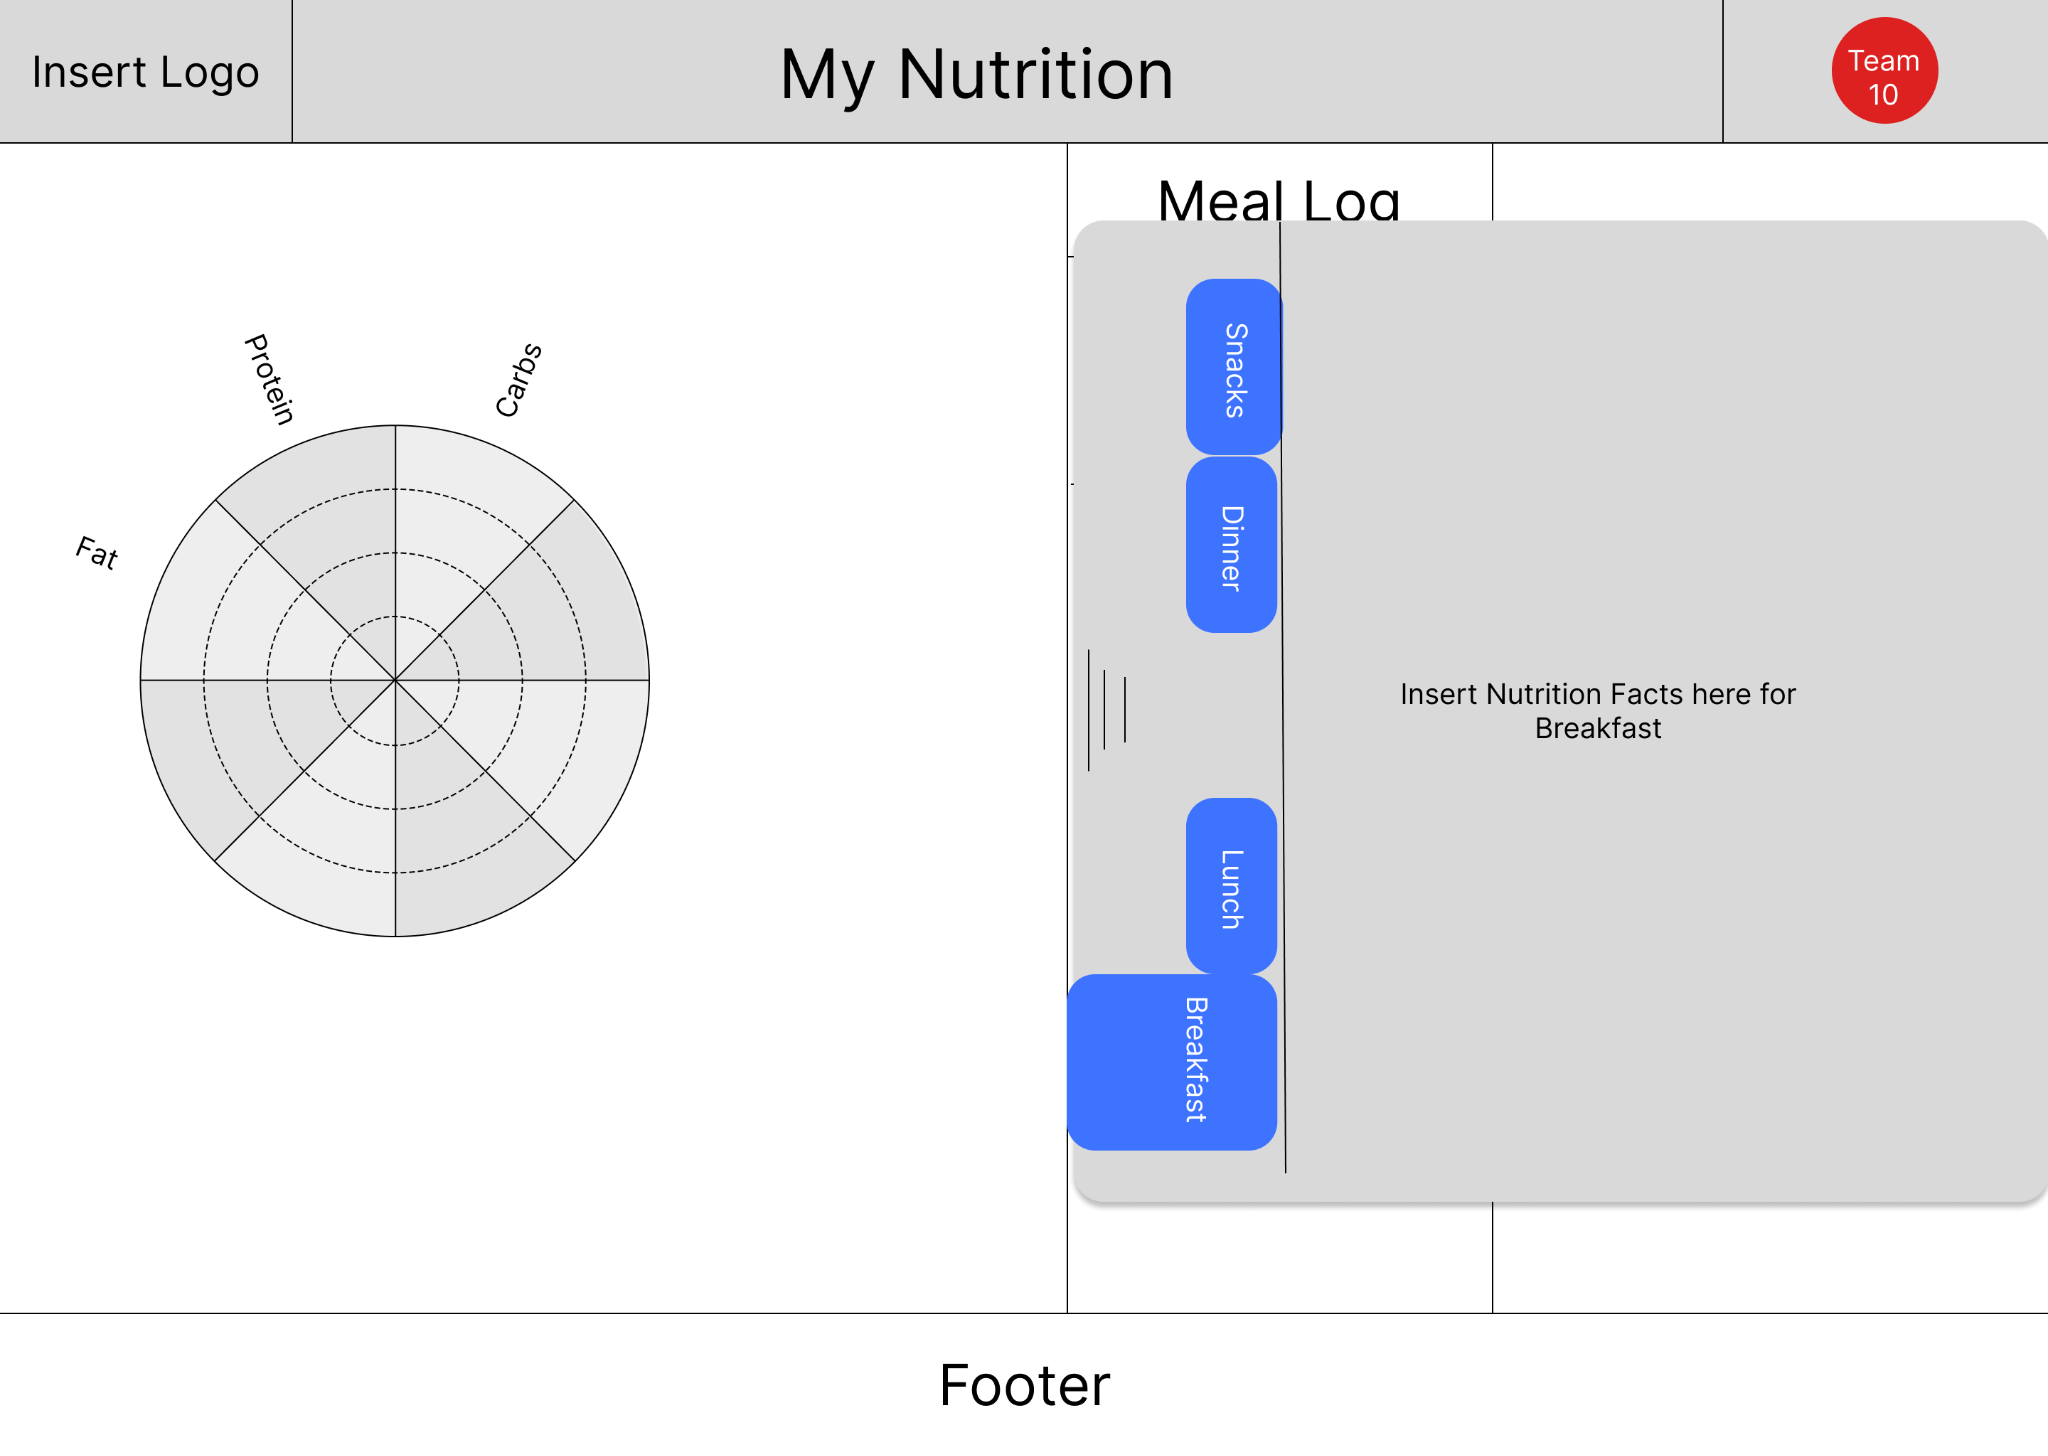 Insert Logo
My Nutrition
Team
10
Meal Log
Protein
Carbs
Fat
Snacks
Dinner
Insert Nutrition Facts here for
Breakfast
Lunch
Breakfast
Footer